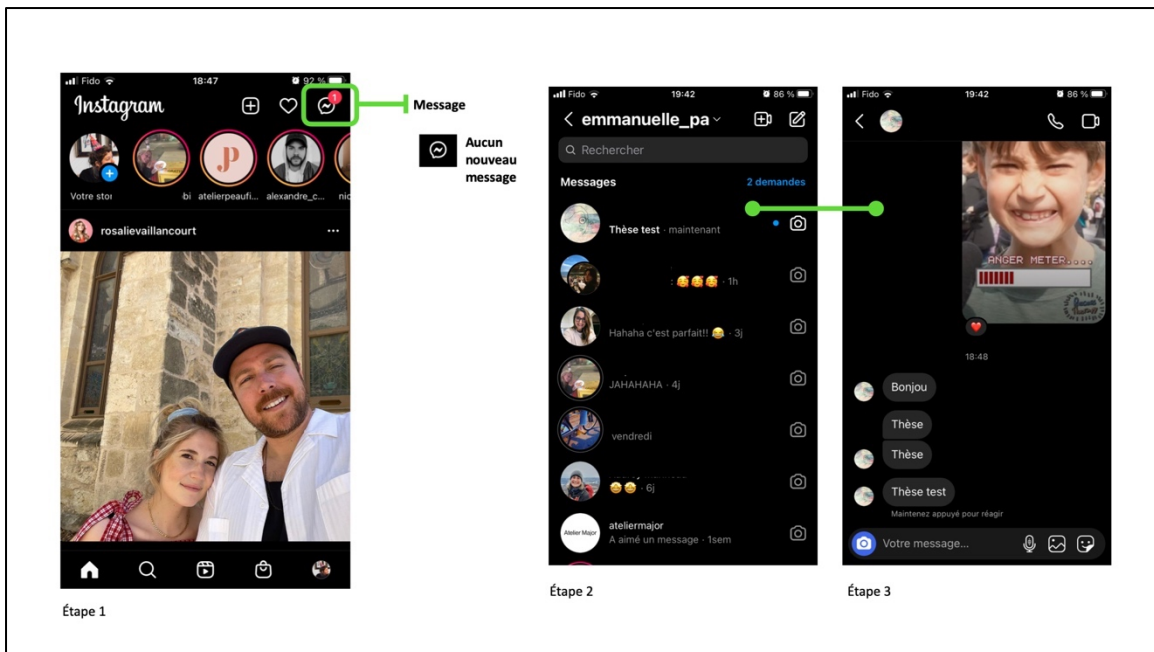 Fido
18:47
92 %
Instagram
1
Message
Aucun
nouveau
message
Votre stor
bi
atelierpeaufi...
alexandre_c...
nic
rosalievaillancourt
Étape 1
Fido
19:42
86 %
emmanuelle_pa
Rechercher
Messages
2 demandes
Thèse test · maintenant
: 🥰🥰🥰 · 1h
Hahaha c'est parfait!! 😂 · 3j
JAHAHAHA · 4j
vendredi
🤩🤩 · 6j
Atelier Major
ateliermajor
A aimé un message · 1sem
Étape 2
Fido
19:42
86 %
ANGER METER....
18:48
Bonjou
Thèse
Thèse
Thèse test
Maintenez appuyé pour réagir
Votre message...
Étape 3